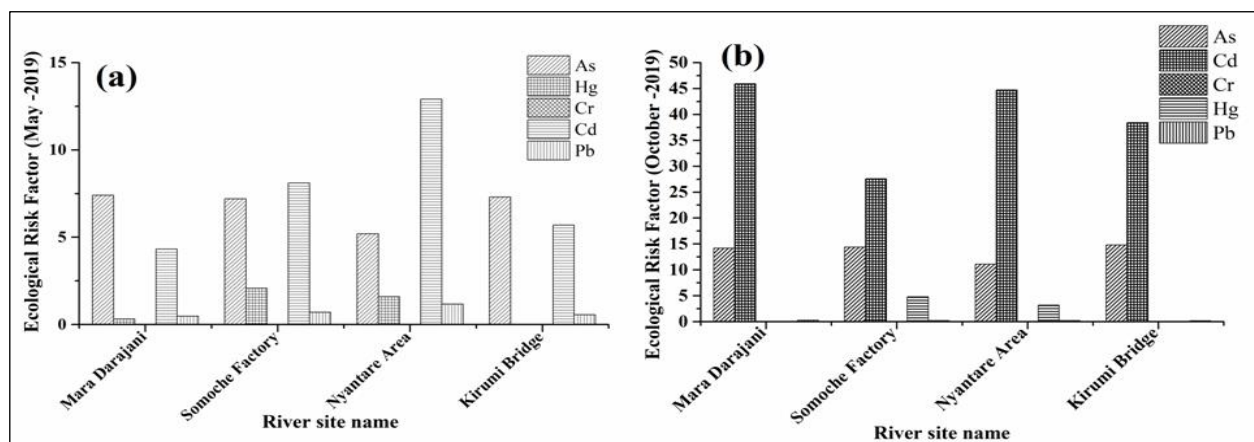 (a)
Ecological Risk Factor (May -2019)
15
10
5
0
As
Hg
Cr
Cd
Pb
Mara Darajani
Somoche Factory
Nyantare Area
Kirumi Bridge
River site name
(b)
Ecological Risk Factor (October -2019)
50
45
40
35
30
25
20
15
10
5
0
As
Cd
Cr
Hg
Pb
Mara Darajani
Somoche Factory
Nyantare Area
Kirumi Bridge
River site name